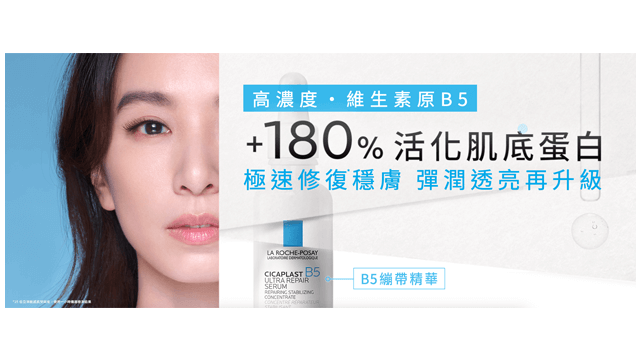 高濃度・維生素原B5
+180% 活化肌底蛋白
極速修復穩膚 彈潤透亮再升級
LA ROCHE-POSAY
LABORATOIRE DERMATOLOGIQUE
CICAPLAST B5
ULTRA REPAIR
SERUM
REPAIRING STABILIZING
CONCENTRATE
B5繃帶精華